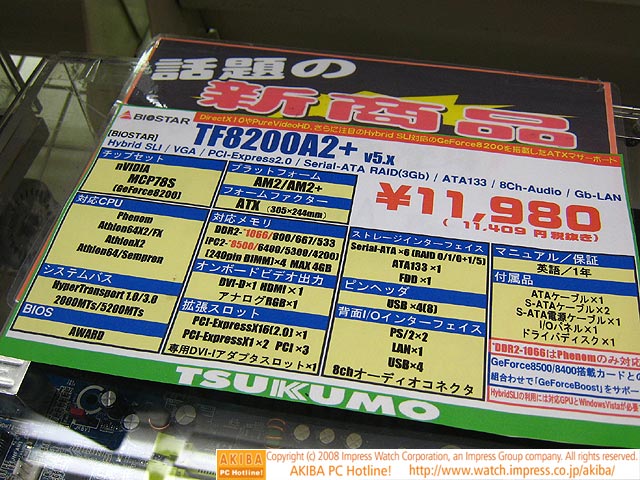 話題の
新商品
DirectX10やPureVideoHD、さらに注目のHybrid SLI対応のGeForce8200を搭載したATXマザーボード
BIOSTAR
[BIOSTAR] TF8200A2+ v5.x
Hybrid SLI / VGA / PCI-Express2.0 / Serial-ATA RAID(3Gb) / ATA133 / 8Ch-Audio / Gb-LAN
¥11,980
( 11,409 円税抜き)
チップセット
nVIDIA
MCP78S
(GeForce8200)
プラットフォーム
AM2/AM2+
フォームファクター
ATX (305×244mm)
対応CPU
Phenom
Athlon64X2/FX
AthlonX2
Athlon64/Sempron
システムバス
HyperTransport 1.0/3.0
2000MTs/5200MTs
BIOS
AWARD
対応メモリ
DDR2-*1066/800/667/533
(PC2-*8500/6400/5300/4200)
(240pin DIMM)×4 MAX 4GB
オンボードビデオ出力
DVI-D×1 HDMI×1
アナログRGB×1
拡張スロット
PCI-ExpressX16(2.0)×1
PCI-ExpressX1×2 PCI×3
専用DVI-Iアダプタスロット×1
ストレージインターフェイス
Serial-ATA×6(RAID 0/1/0+1/5)
ATA133×1
FDD×1
ピンヘッダ
USB×4(8)
背面I/Oインターフェイス
PS/2×2
LAN×1
USB×4
8chオーディオコネクタ
マニュアル/保証
英語/1年
付属品
ATAケーブル×1
S-ATAケーブル×2
S-ATA電源ケーブル×1
I/Oパネル×1
ドライバディスク×1
*DDR2-1066はPhenomのみ対応
GeForce8500/8400搭載カードとの
組合わせで「GeForceBoost」をサポー
HybridSLIの利用には対応GPUとWindowsVistaが必要
TSUKUMO
AKIBA
PC Hotline!
Copyright (c) 2008 Impress Watch Corporation, an Impress Group company. All rights reserved.
AKIBA PC Hotline! http://www.watch.impress.co.jp/akiba/